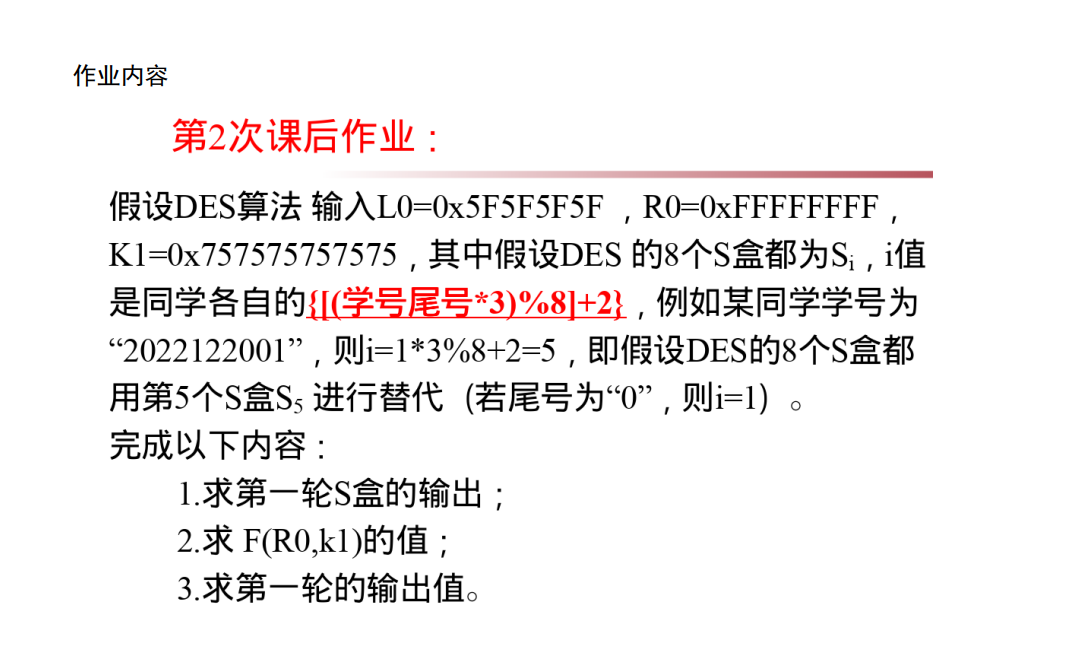 作业内容
第2次课后作业：
假设DES算法 输入L0=0x5F5F5F5F ，R0=0xFFFFFFFF，
K1=0x757575757575，其中假设DES 的8个S盒都为Si，i值
是同学各自的{[(学号尾号*3)%8]+2}，例如某同学学号为
“2022122001”，则i=1*3%8+2=5，即假设DES的8个S盒都
用第5个S盒S5 进行替代（若尾号为“0”，则i=1）。
完成以下内容：
1.求第一轮S盒的输出；
2.求 F(R0,k1)的值；
3.求第一轮的输出值。